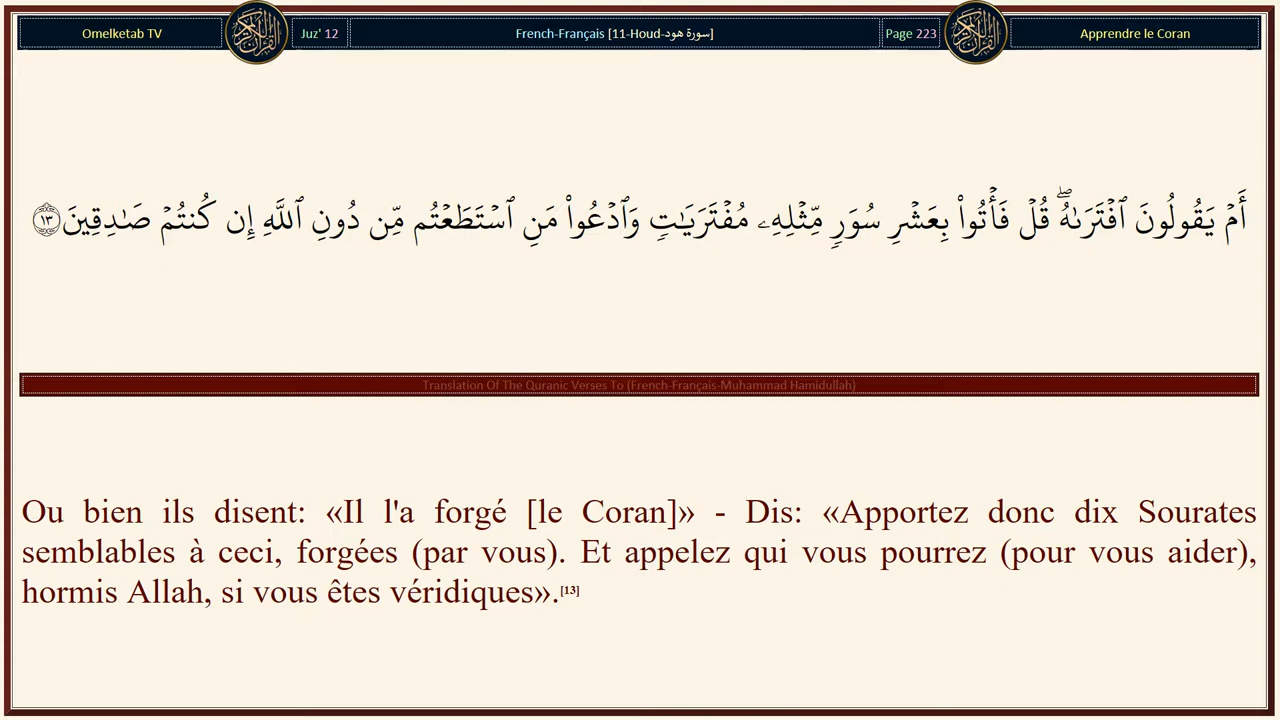 Omelketab TV
Juz' 12
French-Français [11-Houd-سورة هود]
Page 223
Apprendre le Coran
أَمۡ يَقُولُونَ ٱفۡتَرَىٰهُۖ قُلۡ فَأۡتُواْ بِعَشۡرِ سُوَرٖ مِّثۡلِهِۦ مُفۡتَرَيَٰتٖ وَٱدۡعُواْ مَنِ ٱسۡتَطَعۡتُم مِّن دُونِ ٱللَّهِ إِن كُنتُمۡ صَٰدِقِينَ ١٣
Translation Of The Quranic Verses To (French-Français-Muhammad Hamidullah)
Ou bien ils disent: «Il l'a forgé [le Coran]» - Dis: «Apportez donc dix Sourates
semblables à ceci, forgées (par vous). Et appelez qui vous pourrez (pour vous aider),
hormis Allah, si vous êtes véridiques».[13]